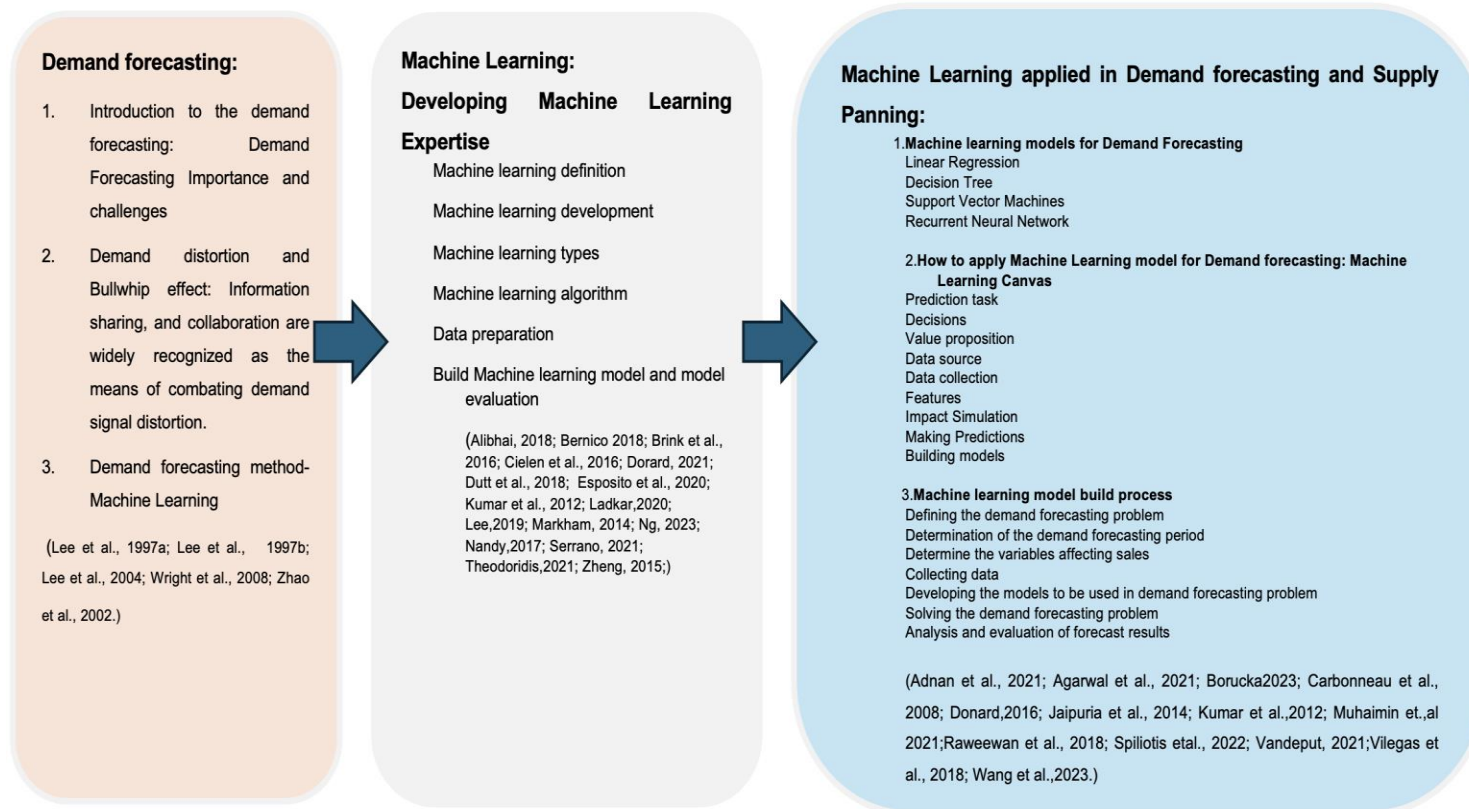 Demand forecasting:
1. Introduction to the demand
forecasting: Demand
Forecasting Importance and
challenges
2. Demand distortion and
Bullwhip effect: Information
sharing, and collaboration are
widely recognized as the
means of combating demand
signal distortion.
3. Demand forecasting method-
Machine Learning
(Lee et al., 1997a; Lee et al., 1997b;
Lee et al., 2004; Wright et al., 2008; Zhao
et al., 2002.)
Machine Learning:
Developing Machine Learning
Expertise
Machine learning definition
Machine learning development
Machine learning types
Machine learning algorithm
Data preparation
Build Machine learning model and model
evaluation
(Alibhai, 2018; Bernico 2018; Brink et al.,
2016; Cielen et al., 2016; Dorard, 2021;
Dutt et al., 2018; Esposito et al., 2020;
Kumar et al., 2012; Ladkar,2020;
Lee,2019; Markham, 2014; Ng, 2023;
Nandy,2017; Serrano, 2021;
Theodoridis,2021; Zheng, 2015;)
Machine Learning applied in Demand forecasting and Supply
Panning:
1.Machine learning models for Demand Forecasting
Linear Regression
Decision Tree
Support Vector Machines
Recurrent Neural Network
2.How to apply Machine Learning model for Demand forecasting: Machine
Learning Canvas
Prediction task
Decisions
Value proposition
Data source
Data collection
Features
Impact Simulation
Making Predictions
Building models
3.Machine learning model build process
Defining the demand forecasting problem
Determination of the demand forecasting period
Determine the variables affecting sales
Collecting data
Developing the models to be used in demand forecasting problem
Solving the demand forecasting problem
Analysis and evaluation of forecast results
(Adnan et al., 2021; Agarwal et al., 2021; Borucka2023; Carbonneau et al.,
2008; Donard,2016; Jaipuria et al., 2014; Kumar et al.,2012; Muhaimin et.,al
2021;Raweewan et al., 2018; Spiliotis etal., 2022; Vandeput, 2021;Vilegas et
al., 2018; Wang et al.,2023.)